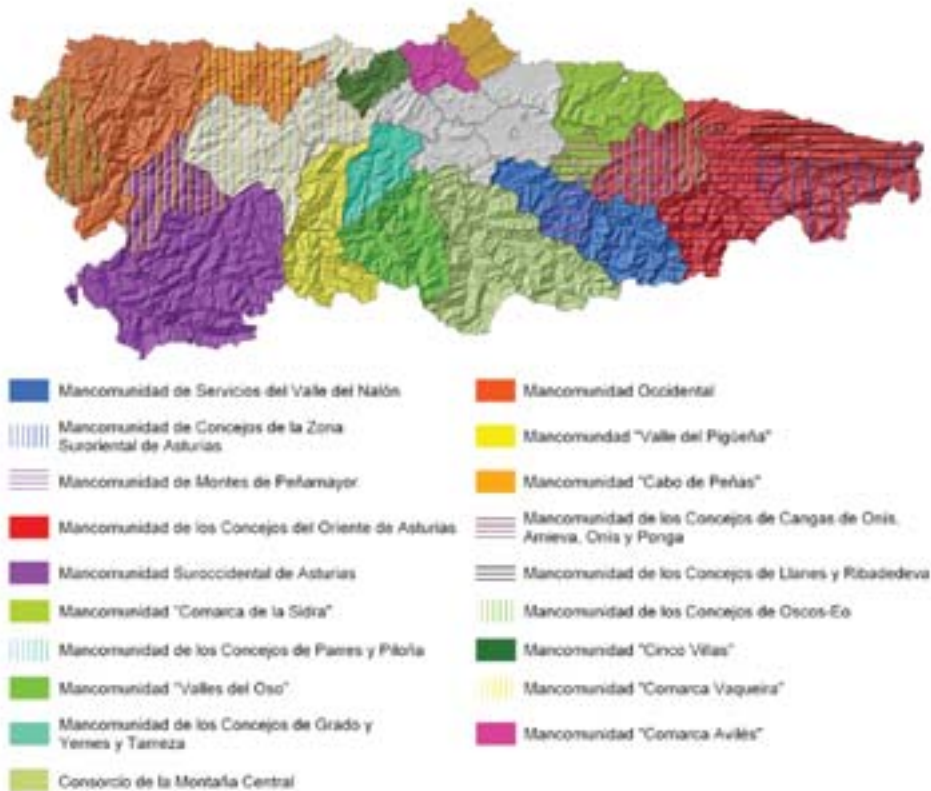 Mancomunidad de Servicios del Valle del Nalón
Mancomunidad de Concejos de la Zona
Suroriental de Asturias
Mancomunidad de Montes de Peñamayor
Mancomunidad de los Concejos del Oriente de Asturias
Mancomunidad Suroccidental de Asturias
Mancomunidad "Comarca de la Sidra"
Mancomunidad de los Concejos de Parres y Piloña
Mancomunidad "Valles del Oso"
Mancomunidad de los Concejos de Grado y
Yernes y Tameza
Consorcio de la Montaña Central
Mancomunidad Occidental
Mancomundad "Valle del Pigüeña"
Mancomunidad "Cabo de Peñas"
Mancomunidad de los Concejos de Cangas de Onís,
Amieva, Onís y Ponga
Mancomunidad de los Concejos de Llanes y Ribadedeva
Mancomunidad de los Concejos de Oscos-Eo
Mancomunidad "Cinco Villas"
Mancomunidad "Comarca Vaqueira"
Mancomunidad "Comarca Avilés"